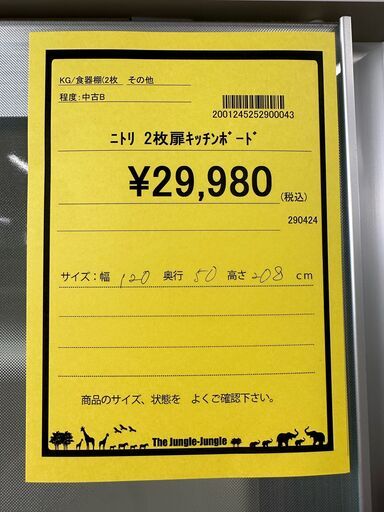 KG/食器棚(2枚 その他
程度:中古B
2001245252900043
ﾆﾄﾘ 2枚扉ｷｯﾁﾝﾎﾞｰﾄﾞ
¥29,980(税込)
290424
サイズ:幅 120 奥行 50 高さ 208 cm
商品のサイズ、状態を よくご確認下さい。
The Jungle-Jungle